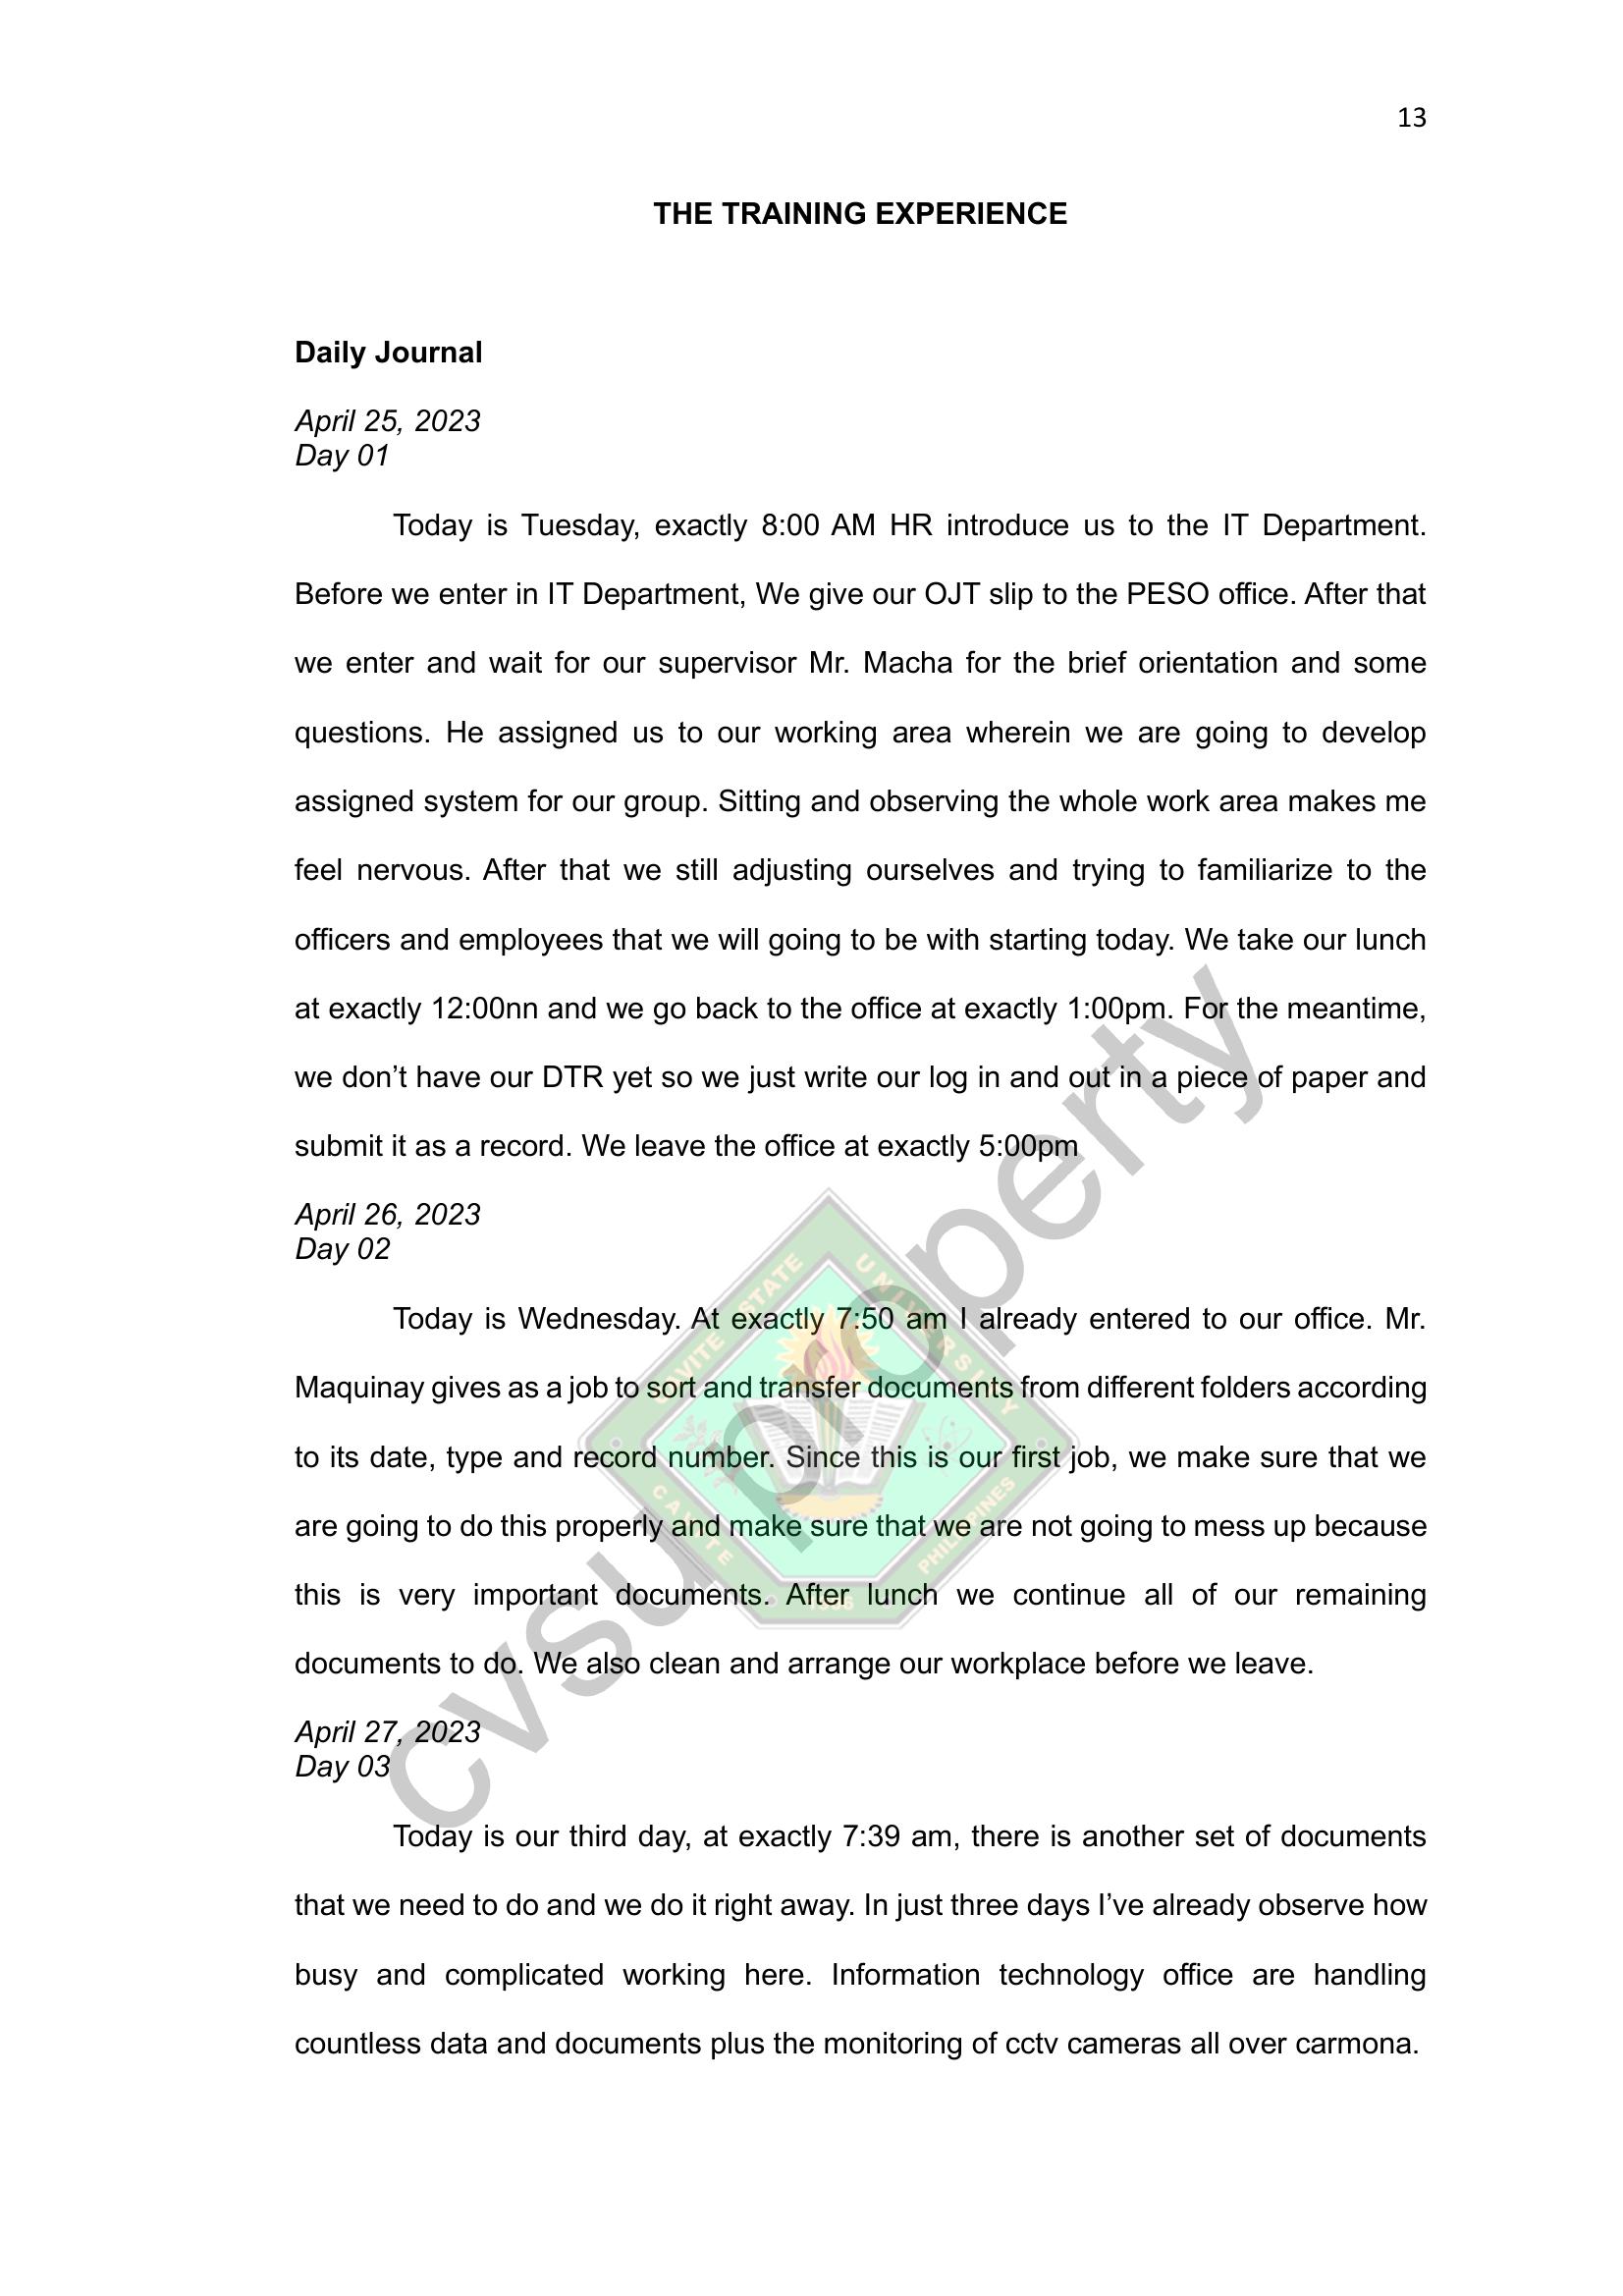 13
THE TRAINING EXPERIENCE
Daily Journal
April 25, 2023
Day 01
Today is Tuesday, exactly 8:00 AM HR introduce us to the IT Department.
Before we enter in IT Department, We give our OJT slip to the PESO office. After that
we enter and wait for our supervisor Mr. Macha for the brief orientation and some
questions. He assigned us to our working area wherein we are going to develop
assigned system for our group. Sitting and observing the whole work area makes me
feel nervous. After that we still adjusting ourselves and trying to familiarize to the
officers and employees that we will going to be with starting today. We take our lunch
at exactly 12:00nn and we go back to the office at exactly 1:00pm. For the meantime,
we don’t have our DTR yet so we just write our log in and out in a piece of paper and
submit it as a record. We leave the office at exactly 5:00pm
April 26, 2023
Day 02
Today is Wednesday. At exactly 7:50 am I already entered to our office. Mr.
Maquinay gives as a job to sort and transfer documents from different folders according
to its date, type and record number. Since this is our first job, we make sure that we
are going to do this properly and make sure that we are not going to mess up because
this is very important documents. After lunch we continue all of our remaining
documents to do. We also clean and arrange our workplace before we leave.
April 27, 2023
Day 03
Today is our third day, at exactly 7:39 am, there is another set of documents
that we need to do and we do it right away. In just three days I’ve already observe how
busy and complicated working here. Information technology office are handling
countless data and documents plus the monitoring of cctv cameras all over carmona.
cvsu property
CAVITE STATE UNIVERSITY
CAVITE PHILIPPINES